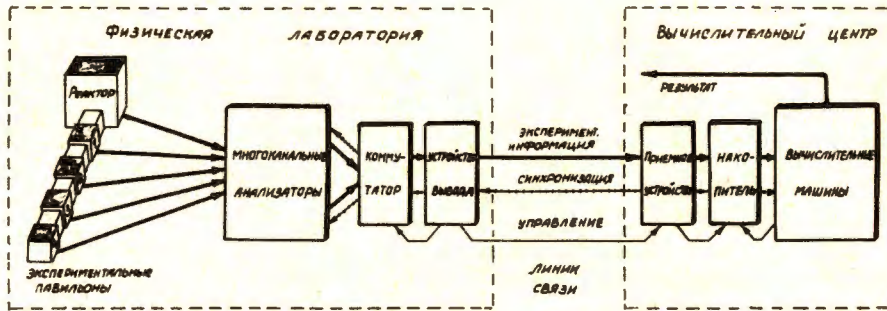 ФИЗИЧЕСКАЯ ЛАБОРАТОРИЯ
ВЫЧИСЛИТЕЛЬНЫЙ ЦЕНТР
РЕАКТОР
МНОГОКАНАЛЬНЫЕ
АНАЛИЗАТОРЫ
КОММУ-
ТАТОР
УСТРОЙСТВО
ВЫВОДА
ЭКСПЕРИМЕНТ.
ИНФОРМАЦИЯ
СИНХРОНИЗАЦИЯ
УПРАВЛЕНИЕ
ЛИНИИ
СВЯЗИ
РЕЗУЛЬТАТ
ПРИЕМНОЕ
УСТРОЙСТВО
НАКО-
ПИТЕЛЬ
ВЫЧИСЛИТЕЛЬНЫЕ
МАШИНЫ
ЭКСПЕРИМЕНТАЛЬНЫЕ
ПАВИЛЬОНЫ